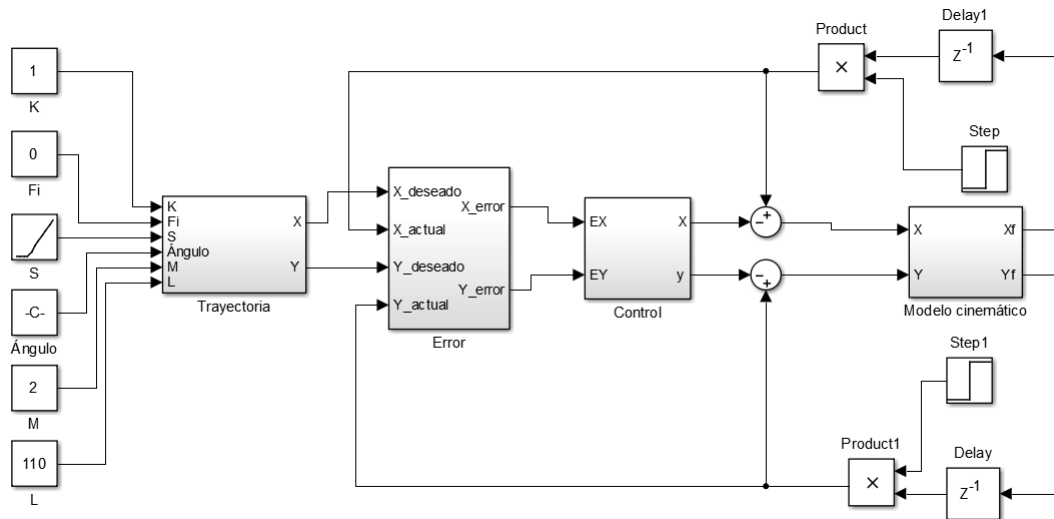 1
K
0
Fi
S
-C-
Ángulo
2
M
110
L
K
Fi
S
Ángulo
M
L
X
Y
Trayectoria
X_deseado
X_actual
Y_deseado
Y_actual
X_error
Y_error
Error
EX
EY
X
y
Control
Product
×
Delay1
Z-1
Step
− +
− +
X
Y
Xf
Yf
Modelo cinemático
Step1
Product1
×
Delay
Z-1